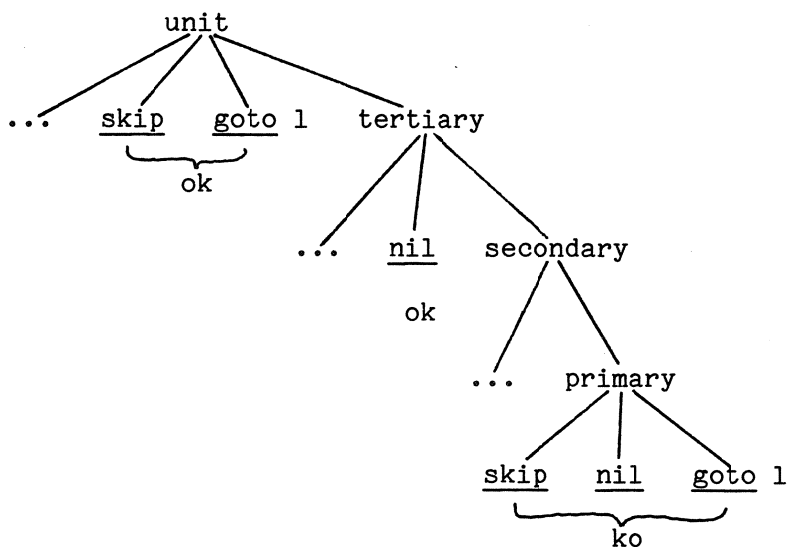 unit
... skip goto l tertiary
ok
... nil secondary
ok
... primary
skip nil goto l
ko